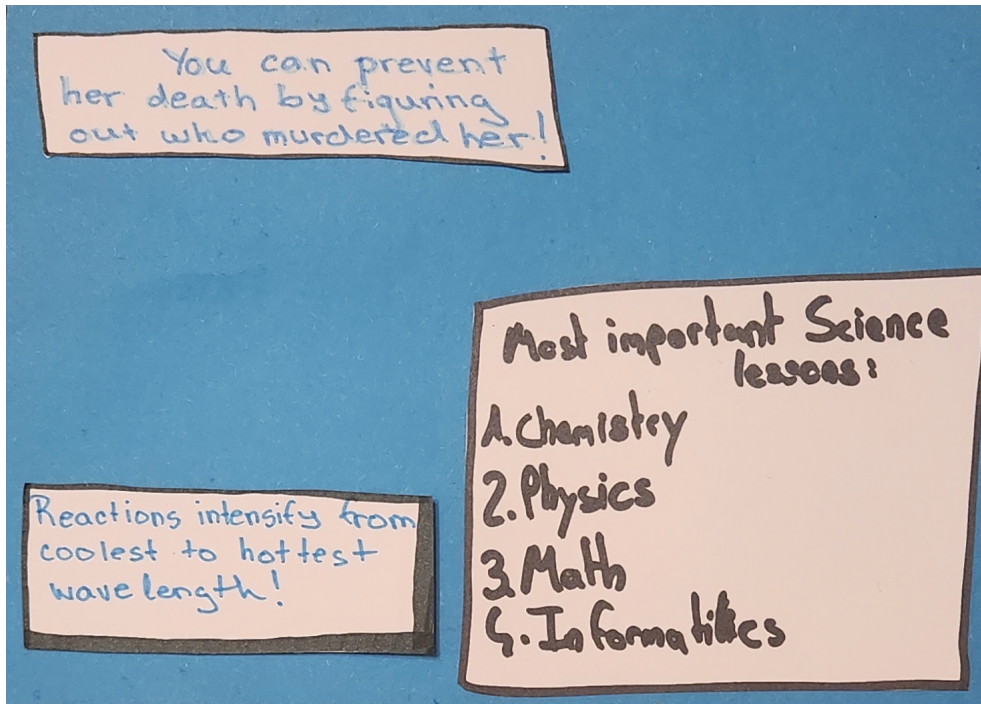 You can prevent
her death by figuring
out who murdered her!
Most important Science
lessons:
1. Chemistry
2. Physics
3. Math
4. Informatikes
Reactions intensify from
coolest to hottest
wavelength!